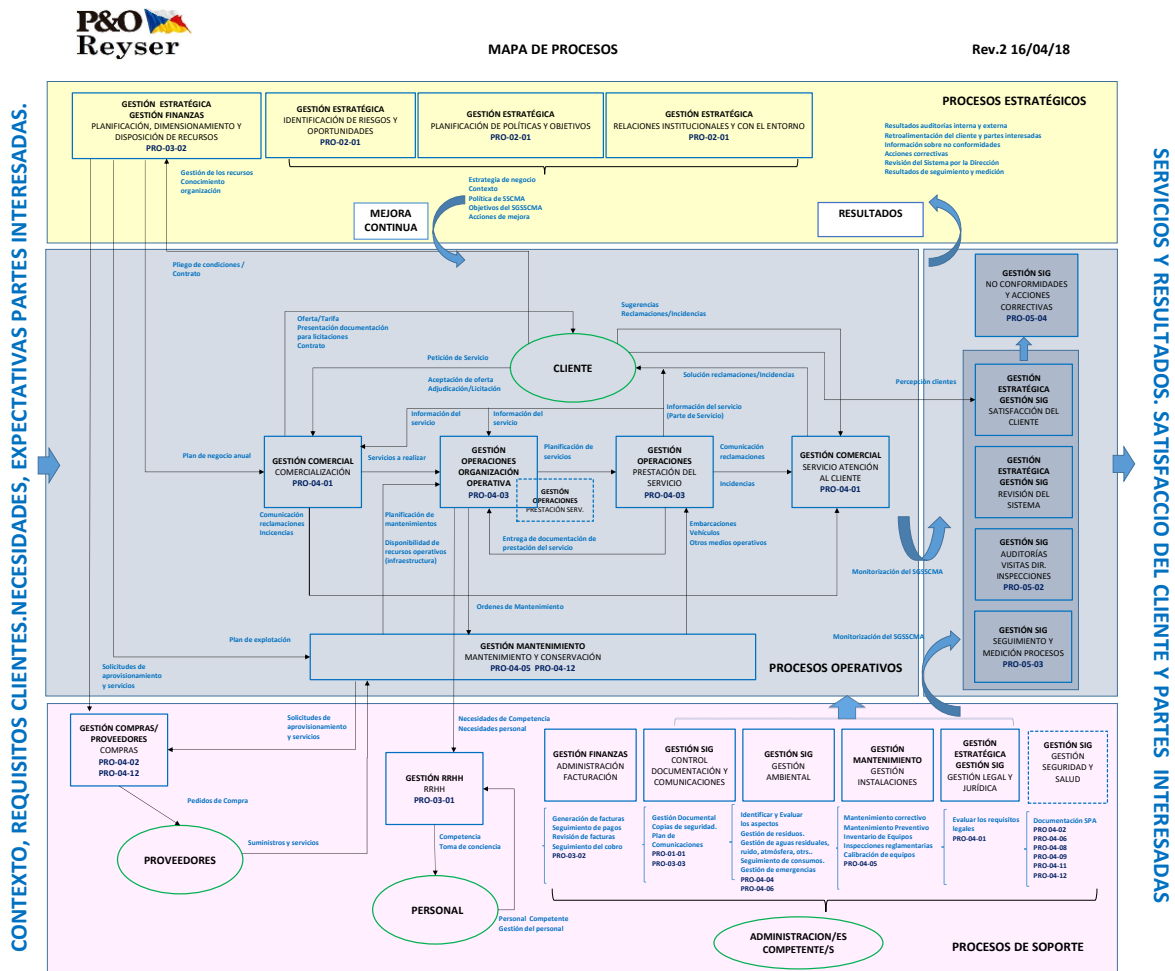 P&O
Reyser
MAPA DE PROCESOS
Rev.2 16/04/18
CONTEXTO, REQUISITOS CLIENTES.NECESIDADES, EXPECTATIVAS PARTES INTERESADAS.
SERVICIOS Y RESULTADOS. SATISFACCIO DEL CLIENTE Y PARTES INTERESADAS
PROCESOS ESTRATÉGICOS
GESTIÓN ESTRATÉGICA
GESTIÓN FINANZAS
PLANIFICACIÓN, DIMENSIONAMIENTO Y
DISPOSICIÓN DE RECURSOS
PRO-03-02
GESTIÓN ESTRATÉGICA
IDENTIFICACIÓN DE RIESGOS Y
OPORTUNIDADES
PRO-02-01
GESTIÓN ESTRATÉGICA
PLANIFICACIÓN DE POLÍTICAS Y OBJETIVOS
PRO-02-01
GESTIÓN ESTRATÉGICA
RELACIONES INSTITUCIONALES Y CON EL ENTORNO
PRO-02-01
Resultados auditorias interna y externa
Retroalimentación del cliente y partes interesadas
Información sobre no conformidades
Acciones correctivas
Revisión del Sistema por la Dirección
Resultados de seguimiento y medición
Gestión de los recursos
Conocimiento
organización
Estrategia de negocio
Contexto
Política de SSCMA
Objetivos del SGSSCMA
Acciones de mejora
MEJORA
CONTINUA
RESULTADOS
Pliego de condiciones /
Contrato
Oferta/Tarifa
Presentación documentación
para licitaciones
Contrato
Sugerencias
Reclamaciones/Incidencias
Petición de Servicio
CLIENTE
Aceptación de oferta
Adjudicación/Licitación
Solución reclamaciones/Incidencias
Percepción clientes
Información del
servicio
Información del
servicio
Información del servicio
(Parte de Servicio)
Plan de negocio anual
GESTIÓN COMERCIAL
COMERCIALIZACIÓN
PRO-04-01
Servicios a realizar
GESTIÓN
OPERACIONES
ORGANIZACIÓN
OPERATIVA
PRO-04-03
GESTIÓN
OPERACIONES
PRESTACIÓN SERV.
Planificación de
servicios
GESTIÓN
OPERACIONES
PRESTACIÓN DEL
SERVICIO
PRO-04-03
Comunicación
reclamaciones
Incidencias
GESTIÓN COMERCIAL
SERVICIO ATENCIÓN
AL CLIENTE
PRO-04-01
Comunicación
reclamaciones
Incicencias
Planificación de
mantenimientos
Disponibilidad de
recursos operativos
(infraestructura)
Entrega de documentación de
prestación del servicio
Embarcaciones
Vehículos
Otros medios operativos
Ordenes de Mantenimiento
Plan de explotación
GESTIÓN MANTENIMIENTO
MANTENIMIENTO Y CONSERVACIÓN
PRO-04-05 PRO-04-12
PROCESOS OPERATIVOS
GESTIÓN SIG
NO CONFORMIDADES
Y ACCIONES
CORRECTIVAS
PRO-05-04
GESTIÓN
ESTRATÉGICA
GESTIÓN SIG
SATISFACCIÓN DEL
CLIENTE
GESTIÓN
ESTRATÉGICA
GESTIÓN SIG
REVISIÓN DEL
SISTEMA
GESTIÓN SIG
AUDITORÍAS
VISITAS DIR.
INSPECCIONES
PRO-05-02
GESTIÓN SIG
SEGUIMIENTO Y
MEDICIÓN PROCESOS
PRO-05-03
Monitorización del SGSSCMA
Monitorización del SGSSCMA
Solicitudes de
aprovisionamiento
y servicios
GESTIÓN COMPRAS/
PROVEEDORES
COMPRAS
PRO-04-02
PRO-04-12
Solicitudes de
aprovisionamiento
y servicios
Pedidos de Compra
PROVEEDORES
Suministros y servicios
Necesidades de Competencia
Necesidades personal
GESTIÓN RRHH
RRHH
PRO-03-01
Competencia
Toma de conciencia
PERSONAL
Personal Competente
Gestión del personal
GESTIÓN FINANZAS
ADMINISTRACIÓN
FACTURACIÓN
GESTIÓN SIG
CONTROL
DOCUMENTACIÓN Y
COMUNICACIONES
GESTIÓN SIG
GESTIÓN
AMBIENTAL
GESTIÓN
MANTENIMIENTO
GESTIÓN
INSTALACIONES
GESTIÓN
ESTRATÉGICA
GESTIÓN SIG
GESTIÓN LEGAL Y
JURÍDICA
GESTIÓN SIG
GESTIÓN
SEGURIDAD Y
SALUD
Generación de facturas
Seguimiento de pagos
Revisión de facturas
Seguimiento del cobro
PRO-03-02
Gestión Documental
Copias de seguridad.
Plan de
Comunicaciones
PRO-01-01
PRO-03-03
Identificar y Evaluar
los aspectos
Gestión de residuos.
Gestión de aguas residuales,
ruido, atmósfera, otrs..
Seguimiento de consumos.
Gestión de emergencias
PRO-04-04
PRO-04-06
Mantenimiento correctivo
Mantenimiento Preventivo
Inventario de Equipos
Inspecciones reglamentarias
Calibración de equipos
PRO-04-05
Evaluar los requisitos
legales
PRO-04-01
Documentación SPA
PRO 04-02
PRO-04-06
PRO-04-08
PRO-04-09
PRO-04-11
PRO-04-12
ADMINISTRACION/ES
COMPETENTE/S
PROCESOS DE SOPORTE